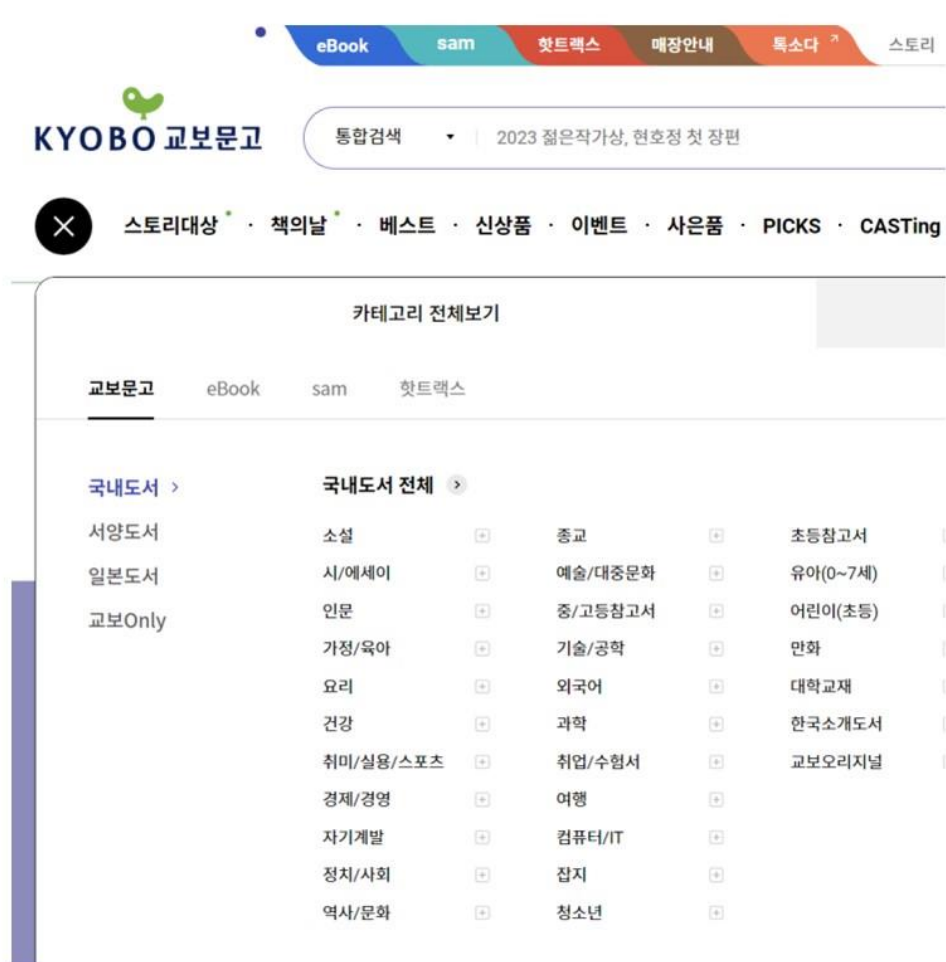 eBook sam 핫트랙스 매장안내 톡소다 스토리
KYOBO 교보문고
통합검색 2023 젊은작가상, 현호정 첫 장편
스토리대상 · 책의날 · 베스트 · 신상품 · 이벤트 · 사은품 · PICKS · CASTing
카테고리 전체보기
교보문고 eBook sam 핫트랙스
국내도서 >
서양도서
일본도서
교보Only
국내도서 전체 >
소설
시/에세이
인문
가정/육아
요리
건강
취미/실용/스포츠
경제/경영
자기계발
정치/사회
역사/문화
종교
예술/대중문화
중/고등참고서
기술/공학
외국어
과학
취업/수험서
여행
컴퓨터/IT
잡지
청소년
초등참고서
유아(0~7세)
어린이(초등)
만화
대학교재
한국소개도서
교보오리지널